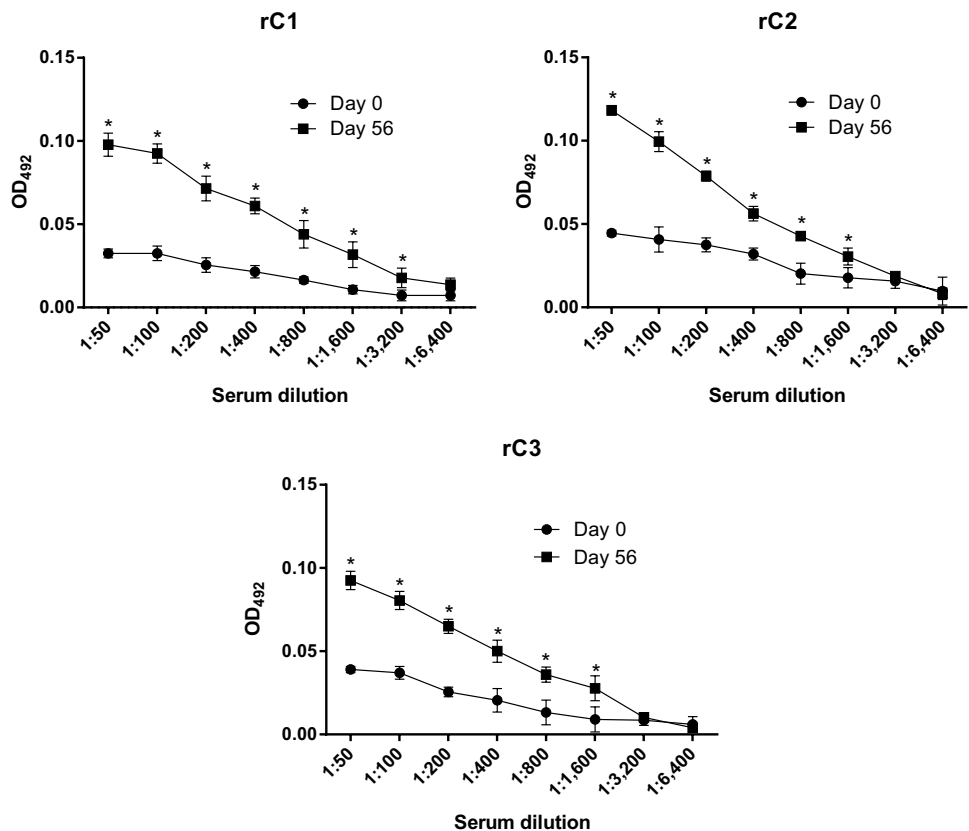 rC1
0.15
0.10
0.05
0.00
OD492
Day 0
Day 56
* * * * * * *
1:50 1:100 1:200 1:400 1:800 1:1,600 1:3,200 1:6,400
Serum dilution
rC2
0.15
0.10
0.05
0.00
OD492
Day 0
Day 56
* * * * * *
1:50 1:100 1:200 1:400 1:800 1:1,600 1:3,200 1:6,400
Serum dilution
rC3
0.15
0.10
0.05
0.00
OD492
Day 0
Day 56
* * * * * *
1:50 1:100 1:200 1:400 1:800 1:1,600 1:3,200 1:6,400
Serum dilution